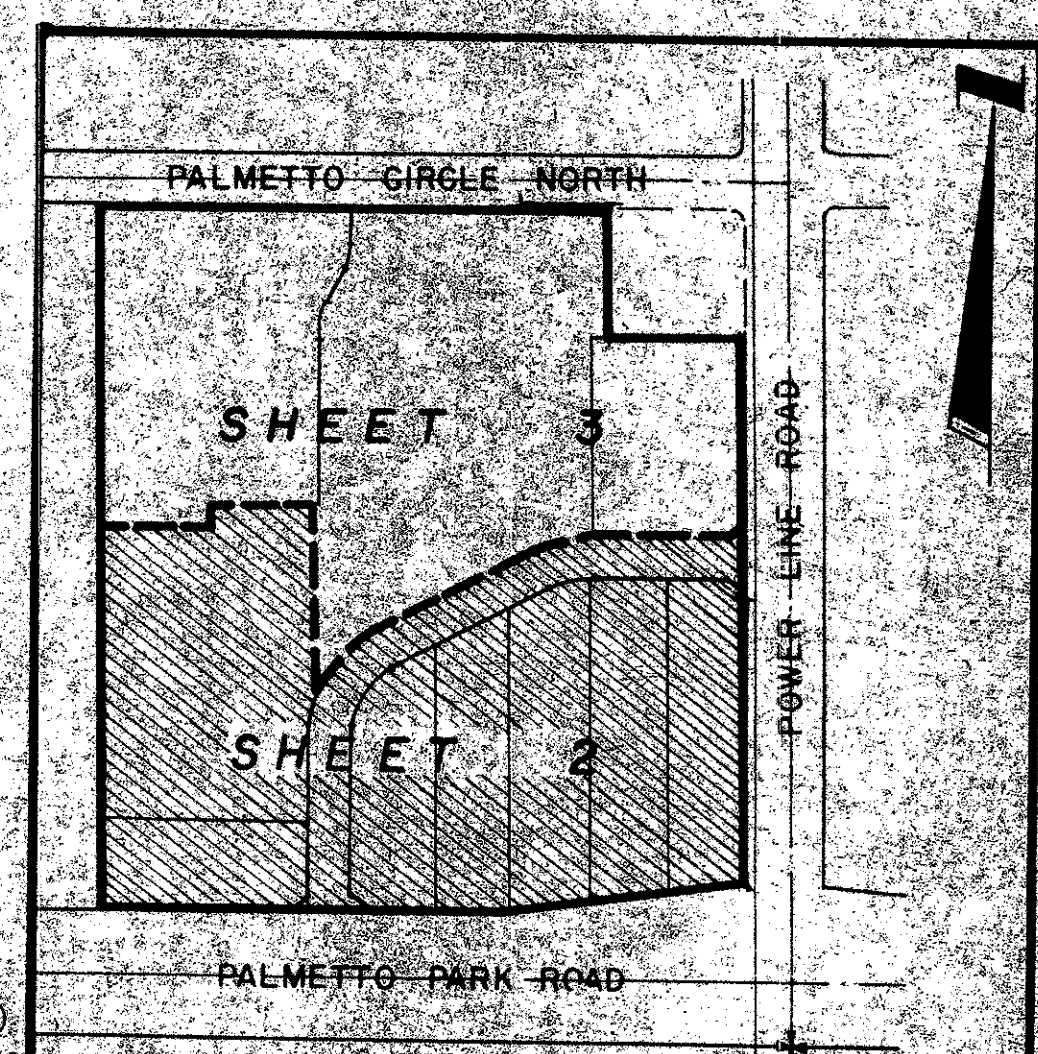 PALMETTO CIRCLE NORTH
SHEET 3
POWER LINE ROAD
SHEET 2
PALMETTO PARK ROAD